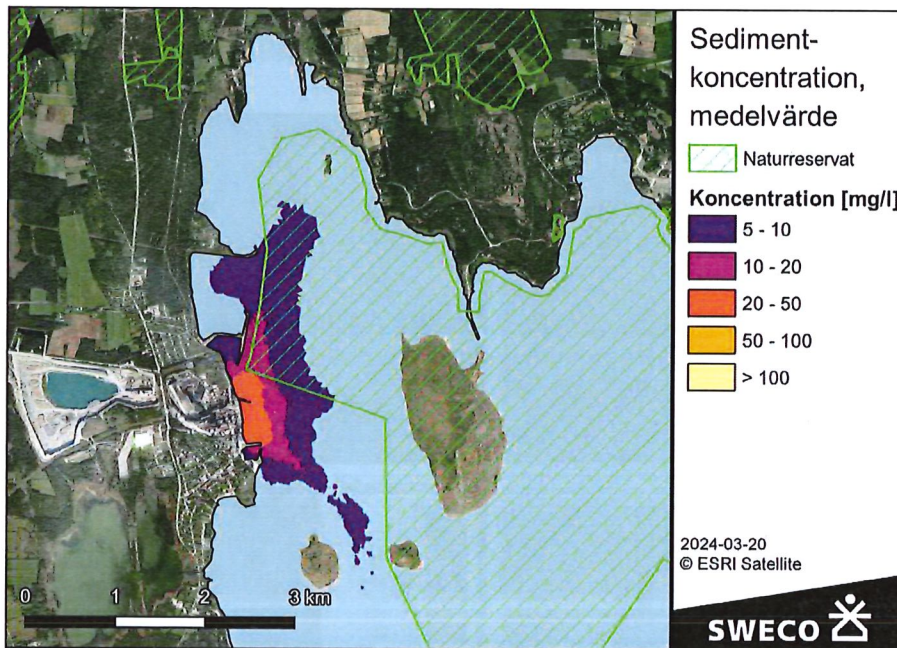 Sediment-
koncentration,
medelvärde
Naturreservat
Koncentration [mg/l]
5 - 10
10 - 20
20 - 50
50 - 100
> 100
2024-03-20
© ESRI Satellite
0 1 2 3 km
SWECO